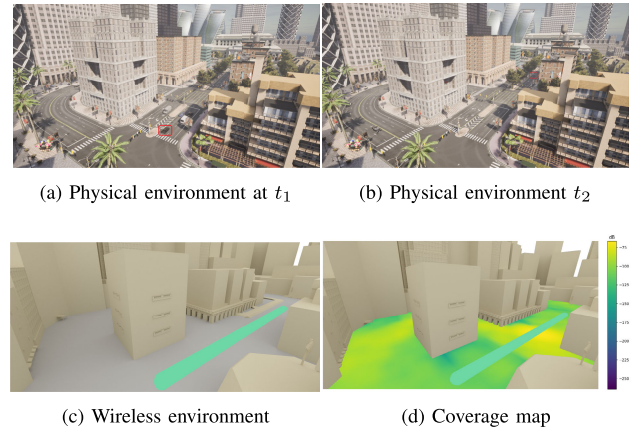 (a) Physical environment at t₁
(b) Physical environment t₂
dB
−75
−100
−125
−150
−175
−200
−225
−250
(c) Wireless environment
(d) Coverage map